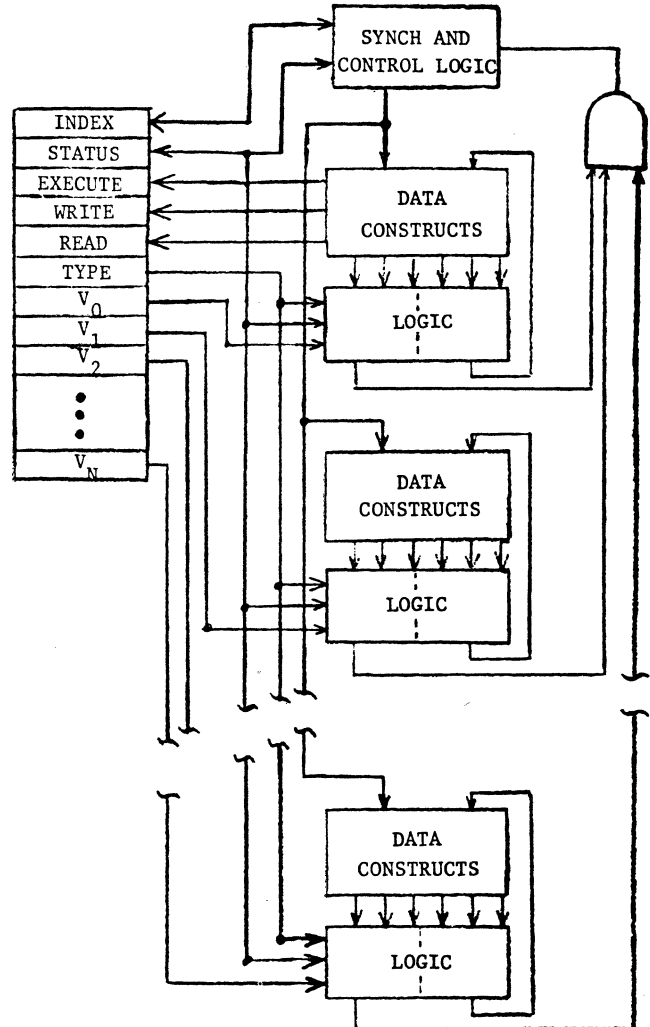 SYNCH AND
CONTROL LOGIC
INDEX
STATUS
EXECUTE
WRITE
READ
TYPE
V0
V1
V2
VN
DATA
CONSTRUCTS
LOGIC
DATA
CONSTRUCTS
LOGIC
DATA
CONSTRUCTS
LOGIC